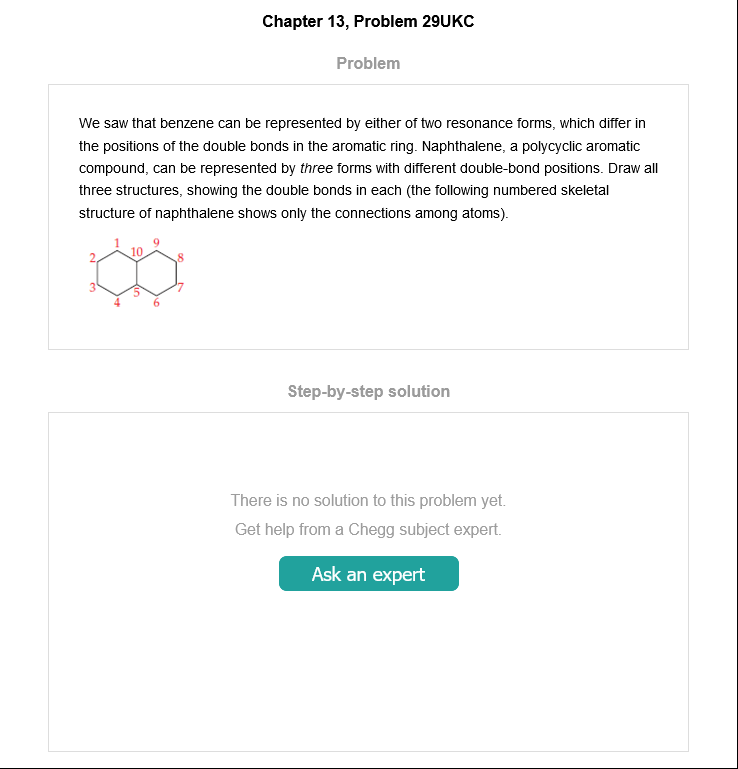 Chapter 13, Problem 29UKC
Problem
We saw that benzene can be represented by either of two resonance forms, which differ in
the positions of the double bonds in the aromatic ring. Naphthalene, a polycyclic aromatic
compound, can be represented by three forms with different double-bond positions. Draw all
three structures, showing the double bonds in each (the following numbered skeletal
structure of naphthalene shows only the connections among atoms).
1 9
2 10 8
3 5 7
4 6
Step-by-step solution
There is no solution to this problem yet.
Get help from a Chegg subject expert.
Ask an expert